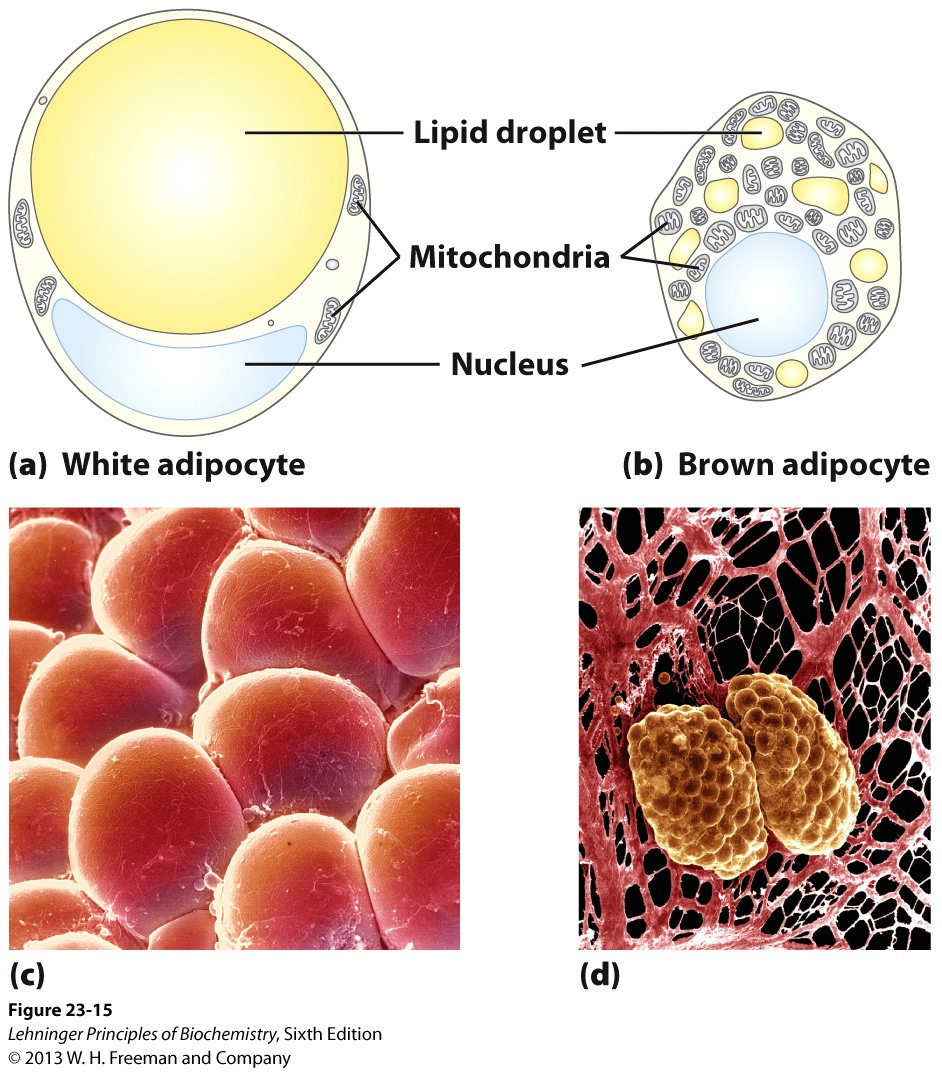 Lipid droplet
Mitochondria
Nucleus
(a) White adipocyte
(b) Brown adipocyte
(c)
(d)
Figure 23-15
Lehninger Principles of Biochemistry, Sixth Edition
© 2013 W. H. Freeman and Company